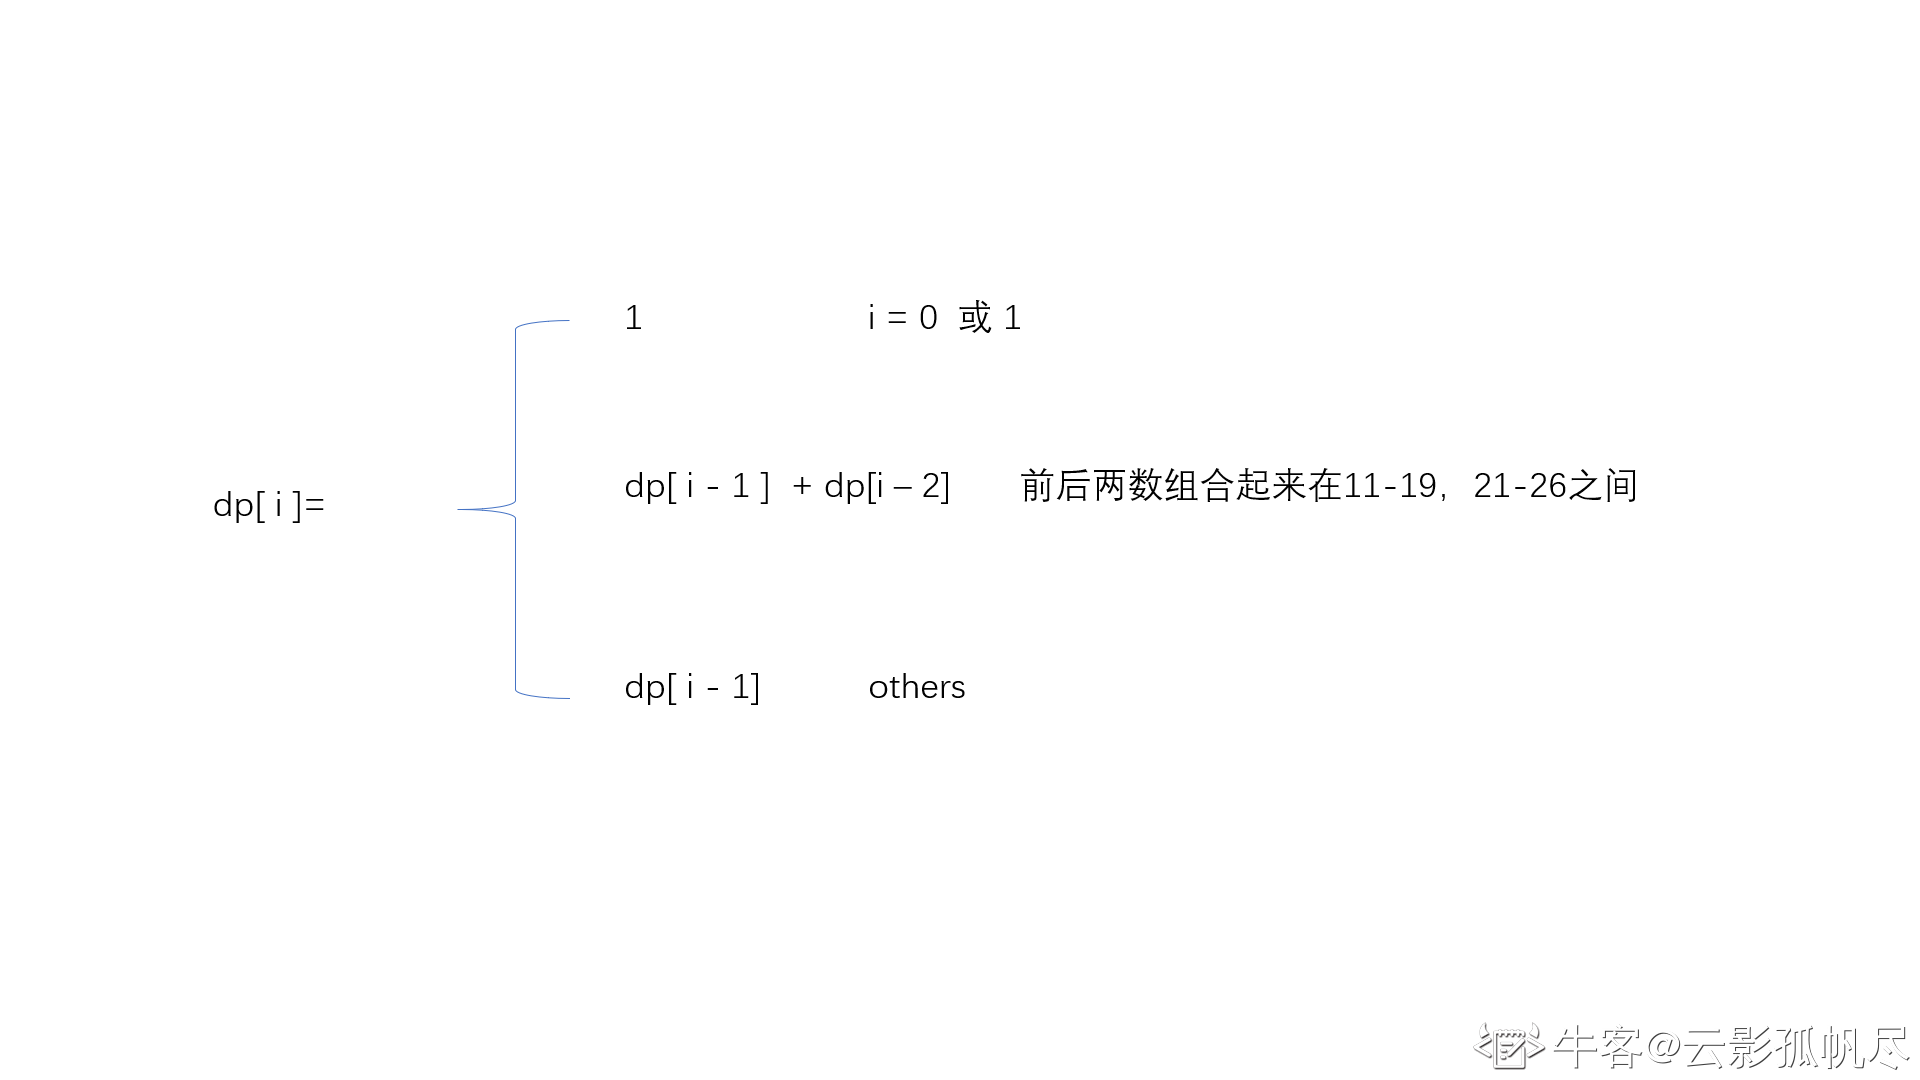 1 i = 0 或 1
dp[ i - 1 ] + dp[i – 2] 前后两数组合起来在11-19，21-26之间
dp[ i ]=
dp[ i - 1] others
牛客@云影孤帆尽